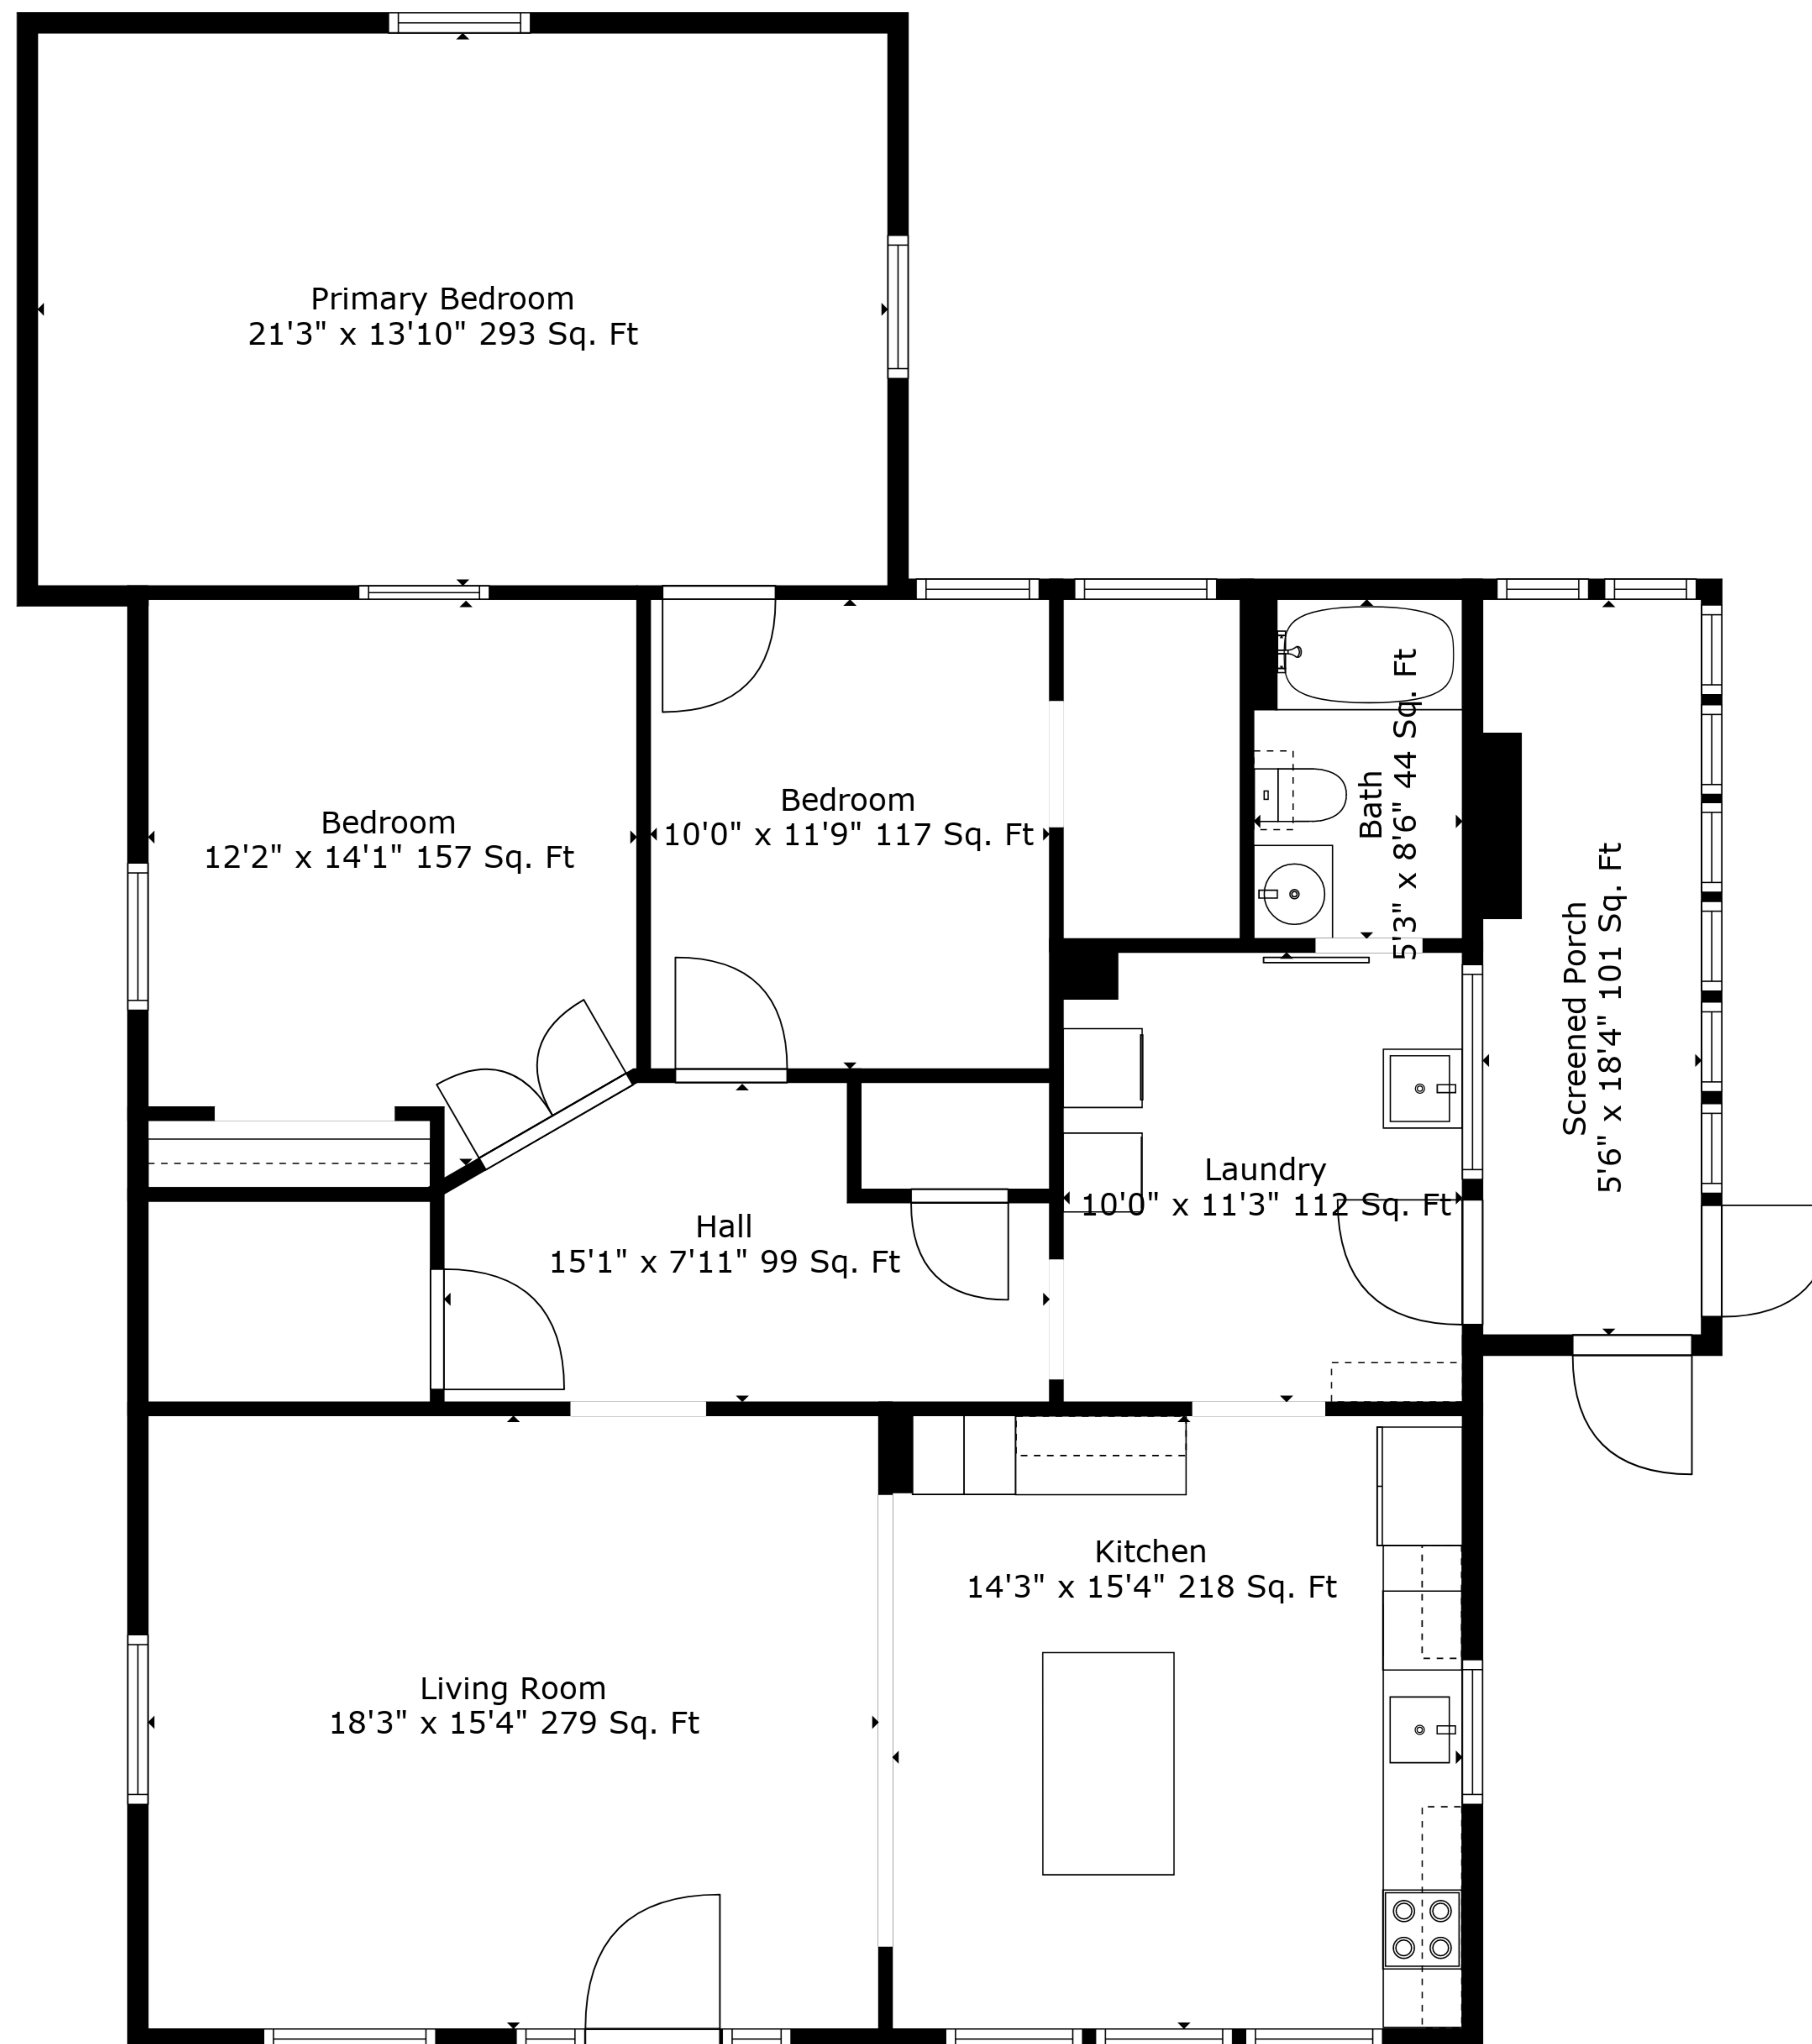 Primary Bedroom
21'3" x 13'10" 293 Sq. Ft
Bedroom
12'2" x 14'1" 157 Sq. Ft
Bedroom
10'0" x 11'9" 117 Sq. Ft
Bath
5'3" x 8'6" 44 Sq. Ft
Screened Porch
5'6" x 18'4" 101 Sq. Ft
Laundry
10'0" x 11'3" 112 Sq. Ft
Hall
15'1" x 7'11" 99 Sq. Ft
Kitchen
14'3" x 15'4" 218 Sq. Ft
Living Room
18'3" x 15'4" 279 Sq. Ft